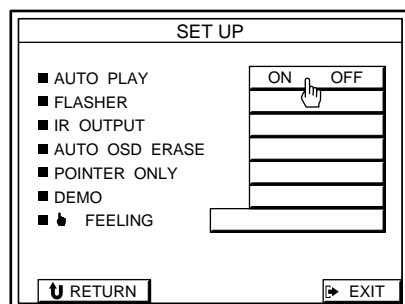 SET UP
AUTO PLAY ON OFF
FLASHER
IR OUTPUT
AUTO OSD ERASE
POINTER ONLY
DEMO
FEELING
RETURN EXIT